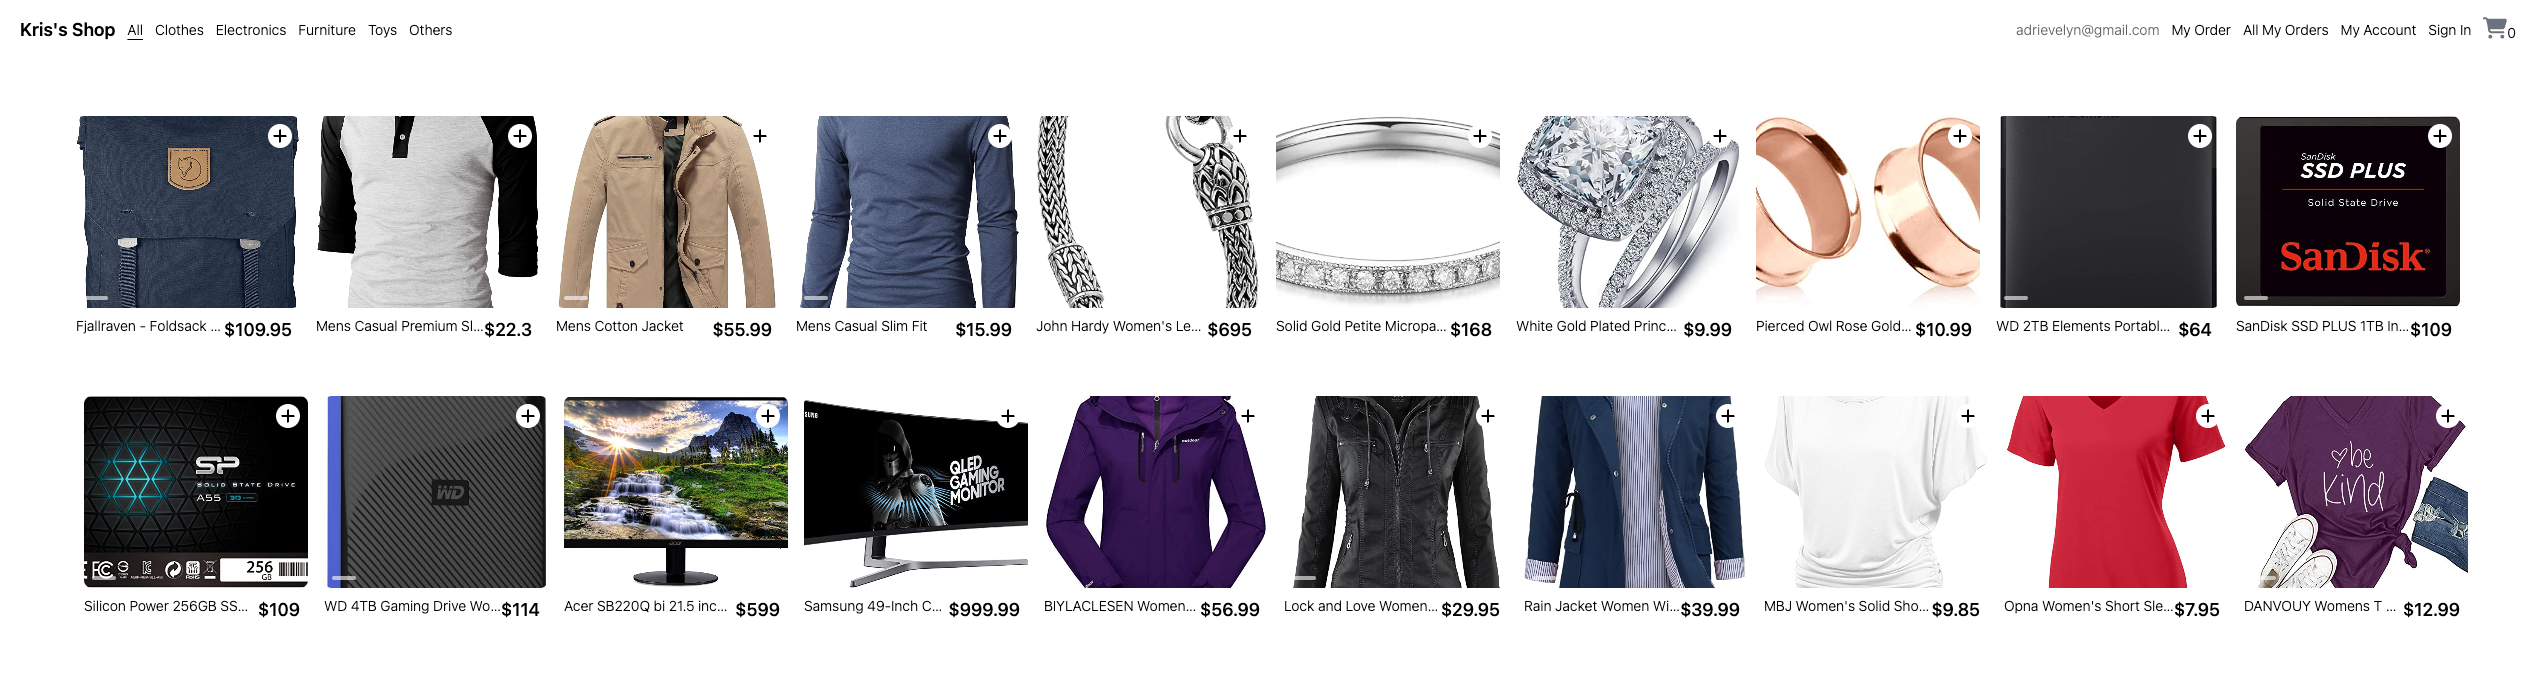 Kris's Shop All Clothes Electronics Furniture Toys Others adrievelyn@gmail.com My Order All My Orders My Account Sign In 0
SanDisk
SSD PLUS
Solid State Drive
SanDisk
Fjallraven - Foldsack ... $109.95
Mens Casual Premium Sl... $22.3
Mens Cotton Jacket $55.99
Mens Casual Slim Fit $15.99
John Hardy Women's Le... $695
Solid Gold Petite Micropa... $168
White Gold Plated Princ... $9.99
Pierced Owl Rose Gold... $10.99
WD 2TB Elements Portabl... $64
SanDisk SSD PLUS 1TB In... $109
SP
SOLID STATE DRIVE
A55
256
GB
WD
acer
QLED
GAMING
MONITOR
outdoor
be
kind
Silicon Power 256GB SS... $109
WD 4TB Gaming Drive Wo... $114
Acer SB220Q bi 21.5 inc... $599
Samsung 49-Inch C... $999.99
BIYLACLESEN Women... $56.99
Lock and Love Women... $29.95
Rain Jacket Women Wi... $39.99
MBJ Women's Solid Sho... $9.85
Opna Women's Short Sle... $7.95
DANVOUY Womens T ... $12.99